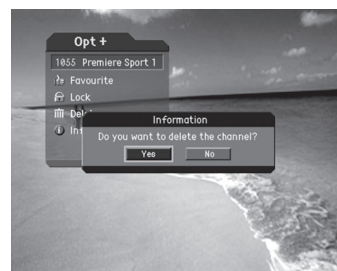 Opt +
1055 Premiere Sport 1
Favourite
Lock
Information
Do you want to delete the channel?
Yes
No